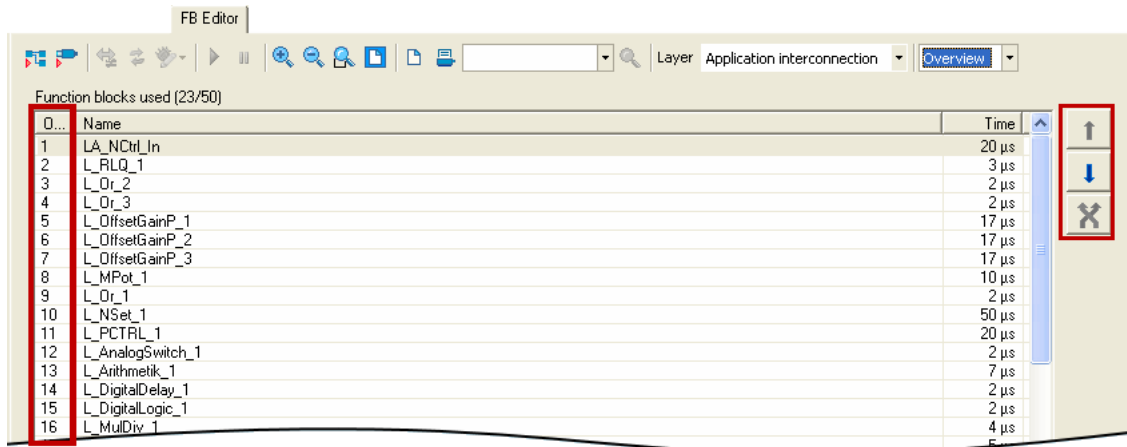 FB Editor
Layer Application interconnection Overview
Function blocks used (23/50)
O... Name Time
1 LA_NCtrl_In 20 µs
2 L_RLQ_1 3 µs
3 L_Or_2 2 µs
4 L_Or_3 2 µs
5 L_OffsetGainP_1 17 µs
6 L_OffsetGainP_2 17 µs
7 L_OffsetGainP_3 17 µs
8 L_MPot_1 10 µs
9 L_Or_1 2 µs
10 L_NSet_1 50 µs
11 L_PCTRL_1 20 µs
12 L_AnalogSwitch_1 2 µs
13 L_Arithmetik_1 7 µs
14 L_DigitalDelay_1 2 µs
15 L_DigitalLogic_1 2 µs
16 L_MulDiv_1 4 µs